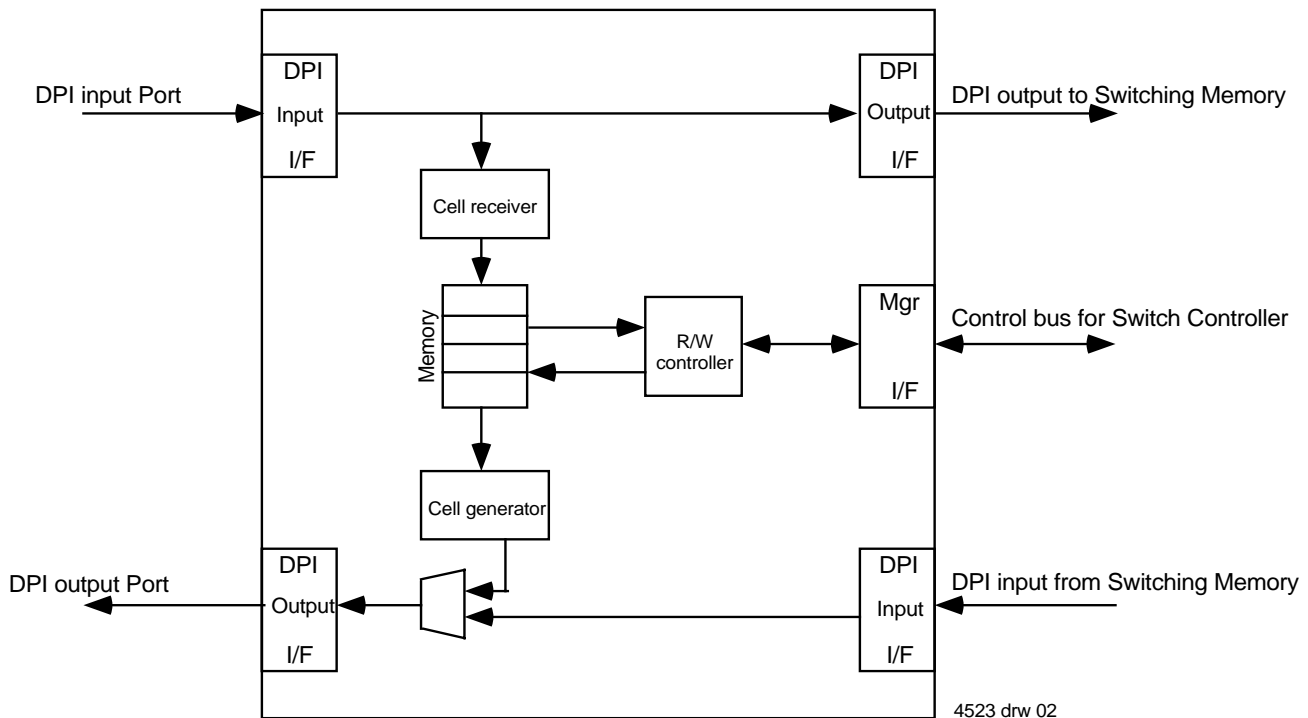 DPI
Input
I/F
DPI
Output
I/F
DPI input Port
DPI output to Switching Memory
Cell receiver
Memory
R/W
controller
Mgr
I/F
Control bus for Switch Controller
Cell generator
DPI output Port
DPI
Output
I/F
DPI
Input
I/F
DPI input from Switching Memory
4523 drw 02